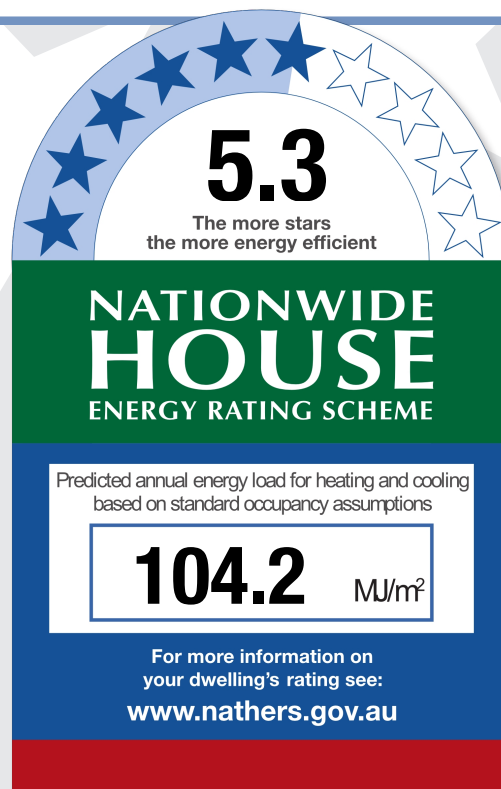 5.3
The more stars
the more energy efficient
NATIONWIDE
HOUSE
ENERGY RATING SCHEME
Predicted annual energy load for heating and cooling
based on standard occupancy assumptions
104.2 MJ/m²
For more information on
your dwelling's rating see:
www.nathers.gov.au